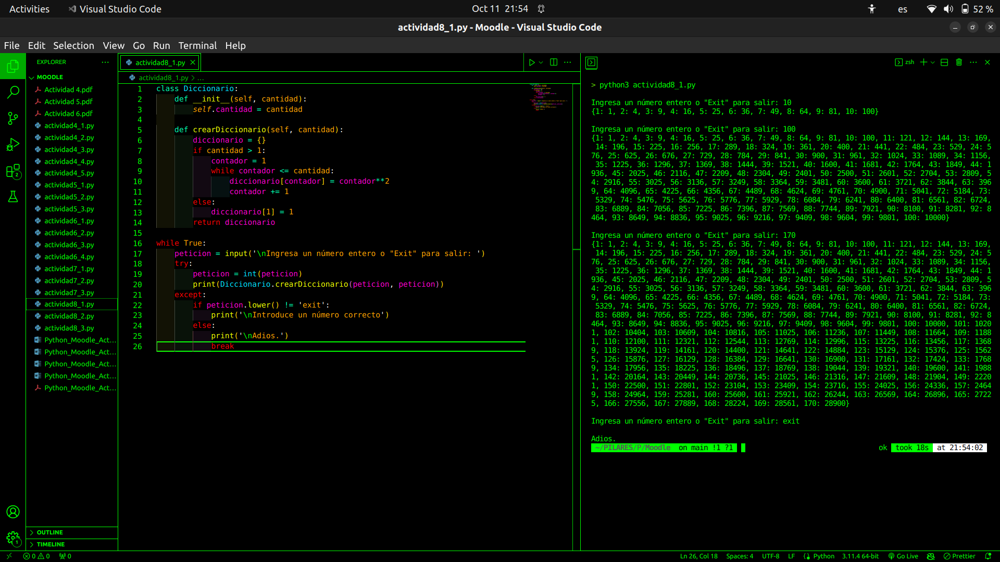 Activities
Visual Studio Code
Oct 11 21:54
es
52 %
actividad8_1.py - Moodle - Visual Studio Code
File Edit Selection View Go Run Terminal Help
EXPLORER
MOODLE
Actividad 4.pdf
Actividad 5.pdf
Actividad 6.pdf
actividad4_1.py
actividad4_2.py
actividad4_3.py
actividad4_4.py
actividad4_5.py
actividad5_1.py
actividad5_2.py
actividad5_3.py
actividad6_1.py
actividad6_2.py
actividad6_3.py
actividad6_4.py
actividad7_1.py
actividad7_2.py
actividad7_3.py
actividad8_1.py
actividad8_2.py
actividad8_3.py
Python_Moodle_Act...
Python_Moodle_Act...
Python_Moodle_Act...
Python_Moodle_Act...
Python_Moodle_Act...
OUTLINE
TIMELINE
2
1
actividad8_1.py
actividad8_1.py > ...
1 class Diccionario:
2 def __init__(self, cantidad):
3 self.cantidad = cantidad
4
5 def crearDiccionario(self, cantidad):
6 diccionario = {}
7 if cantidad > 1:
8 contador = 1
9 while contador <= cantidad:
10 diccionario[contador] = contador**2
11 contador += 1
12 else:
13 diccionario[1] = 1
14 return diccionario
15
16 while True:
17 peticion = input('\nIngresa un número entero o "Exit" para salir: ')
18 try:
19 peticion = int(peticion)
20 print(Diccionario.crearDiccionario(peticion, peticion))
21 except:
22 if peticion.lower() != 'exit':
23 print('\nIntroduce un número correcto')
24 else:
25 print('\nAdios.')
26 break
zsh
> python3 actividad8_1.py
Ingresa un número entero o "Exit" para salir: 10
{1: 1, 2: 4, 3: 9, 4: 16, 5: 25, 6: 36, 7: 49, 8: 64, 9: 81, 10: 100}
Ingresa un número entero o "Exit" para salir: 100
{1: 1, 2: 4, 3: 9, 4: 16, 5: 25, 6: 36, 7: 49, 8: 64, 9: 81, 10: 100, 11: 121, 12: 144, 13: 169,
14: 196, 15: 225, 16: 256, 17: 289, 18: 324, 19: 361, 20: 400, 21: 441, 22: 484, 23: 529, 24: 5
76, 25: 625, 26: 676, 27: 729, 28: 784, 29: 841, 30: 900, 31: 961, 32: 1024, 33: 1089, 34: 1156,
35: 1225, 36: 1296, 37: 1369, 38: 1444, 39: 1521, 40: 1600, 41: 1681, 42: 1764, 43: 1849, 44: 1
936, 45: 2025, 46: 2116, 47: 2209, 48: 2304, 49: 2401, 50: 2500, 51: 2601, 52: 2704, 53: 2809, 5
4: 2916, 55: 3025, 56: 3136, 57: 3249, 58: 3364, 59: 3481, 60: 3600, 61: 3721, 62: 3844, 63: 396
9, 64: 4096, 65: 4225, 66: 4356, 67: 4489, 68: 4624, 69: 4761, 70: 4900, 71: 5041, 72: 5184, 73:
5329, 74: 5476, 75: 5625, 76: 5776, 77: 5929, 78: 6084, 79: 6241, 80: 6400, 81: 6561, 82: 6724,
83: 6889, 84: 7056, 85: 7225, 86: 7396, 87: 7569, 88: 7744, 89: 7921, 90: 8100, 91: 8281, 92: 8
464, 93: 8649, 94: 8836, 95: 9025, 96: 9216, 97: 9409, 98: 9604, 99: 9801, 100: 10000}
Ingresa un número entero o "Exit" para salir: 170
{1: 1, 2: 4, 3: 9, 4: 16, 5: 25, 6: 36, 7: 49, 8: 64, 9: 81, 10: 100, 11: 121, 12: 144, 13: 169,
14: 196, 15: 225, 16: 256, 17: 289, 18: 324, 19: 361, 20: 400, 21: 441, 22: 484, 23: 529, 24: 5
76, 25: 625, 26: 676, 27: 729, 28: 784, 29: 841, 30: 900, 31: 961, 32: 1024, 33: 1089, 34: 1156,
35: 1225, 36: 1296, 37: 1369, 38: 1444, 39: 1521, 40: 1600, 41: 1681, 42: 1764, 43: 1849, 44: 1
936, 45: 2025, 46: 2116, 47: 2209, 48: 2304, 49: 2401, 50: 2500, 51: 2601, 52: 2704, 53: 2809, 5
4: 2916, 55: 3025, 56: 3136, 57: 3249, 58: 3364, 59: 3481, 60: 3600, 61: 3721, 62: 3844, 63: 396
9, 64: 4096, 65: 4225, 66: 4356, 67: 4489, 68: 4624, 69: 4761, 70: 4900, 71: 5041, 72: 5184, 73:
5329, 74: 5476, 75: 5625, 76: 5776, 77: 5929, 78: 6084, 79: 6241, 80: 6400, 81: 6561, 82: 6724,
83: 6889, 84: 7056, 85: 7225, 86: 7396, 87: 7569, 88: 7744, 89: 7921, 90: 8100, 91: 8281, 92: 8
464, 93: 8649, 94: 8836, 95: 9025, 96: 9216, 97: 9409, 98: 9604, 99: 9801, 100: 10000, 101: 1020
1, 102: 10404, 103: 10609, 104: 10816, 105: 11025, 106: 11236, 107: 11449, 108: 11664, 109: 1188
1, 110: 12100, 111: 12321, 112: 12544, 113: 12769, 114: 12996, 115: 13225, 116: 13456, 117: 1368
9, 118: 13924, 119: 14161, 120: 14400, 121: 14641, 122: 14884, 123: 15129, 124: 15376, 125: 1562
5, 126: 15876, 127: 16129, 128: 16384, 129: 16641, 130: 16900, 131: 17161, 132: 17424, 133: 1768
9, 134: 17956, 135: 18225, 136: 18496, 137: 18769, 138: 19044, 139: 19321, 140: 19600, 141: 1988
1, 142: 20164, 143: 20449, 144: 20736, 145: 21025, 146: 21316, 147: 21609, 148: 21904, 149: 2220
1, 150: 22500, 151: 22801, 152: 23104, 153: 23409, 154: 23716, 155: 24025, 156: 24336, 157: 2464
9, 158: 24964, 159: 25281, 160: 25600, 161: 25921, 162: 26244, 163: 26569, 164: 26896, 165: 2722
5, 166: 27556, 167: 27889, 168: 28224, 169: 28561, 170: 28900}
Ingresa un número entero o "Exit" para salir: exit
Adios.
~/PILARES/P/Moodle on main !1 ?1
ok took 18s at 21:54:02
0 0 0
Ln 26, Col 18 Spaces: 4 UTF-8 LF Python 3.11.4 64-bit Go Live Prettier